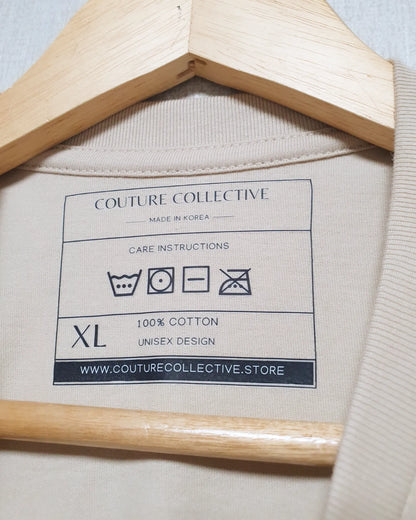 COUTURE COLLECTIVE
MADE IN KOREA
CARE INSTRUCTIONS
XL
100% COTTON
UNISEX DESIGN
WWW.COUTURECOLLECTIVE.STORE